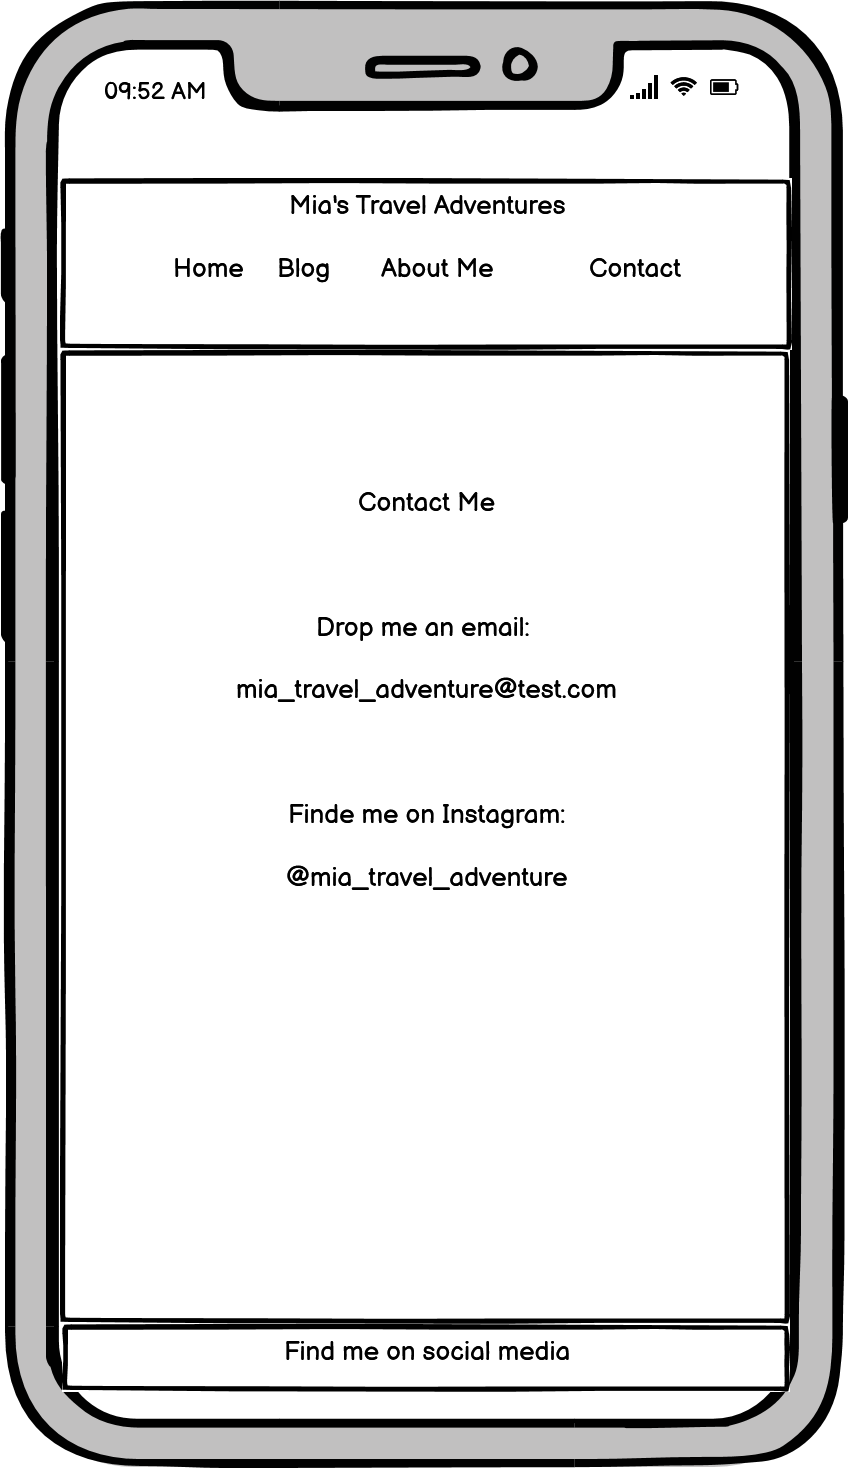 09:52 AM
Mia's Travel Adventures
Home Blog About Me Contact
Contact Me
Drop me an email:
mia_travel_adventure@test.com
Finde me on Instagram:
@mia_travel_adventure
Find me on social media